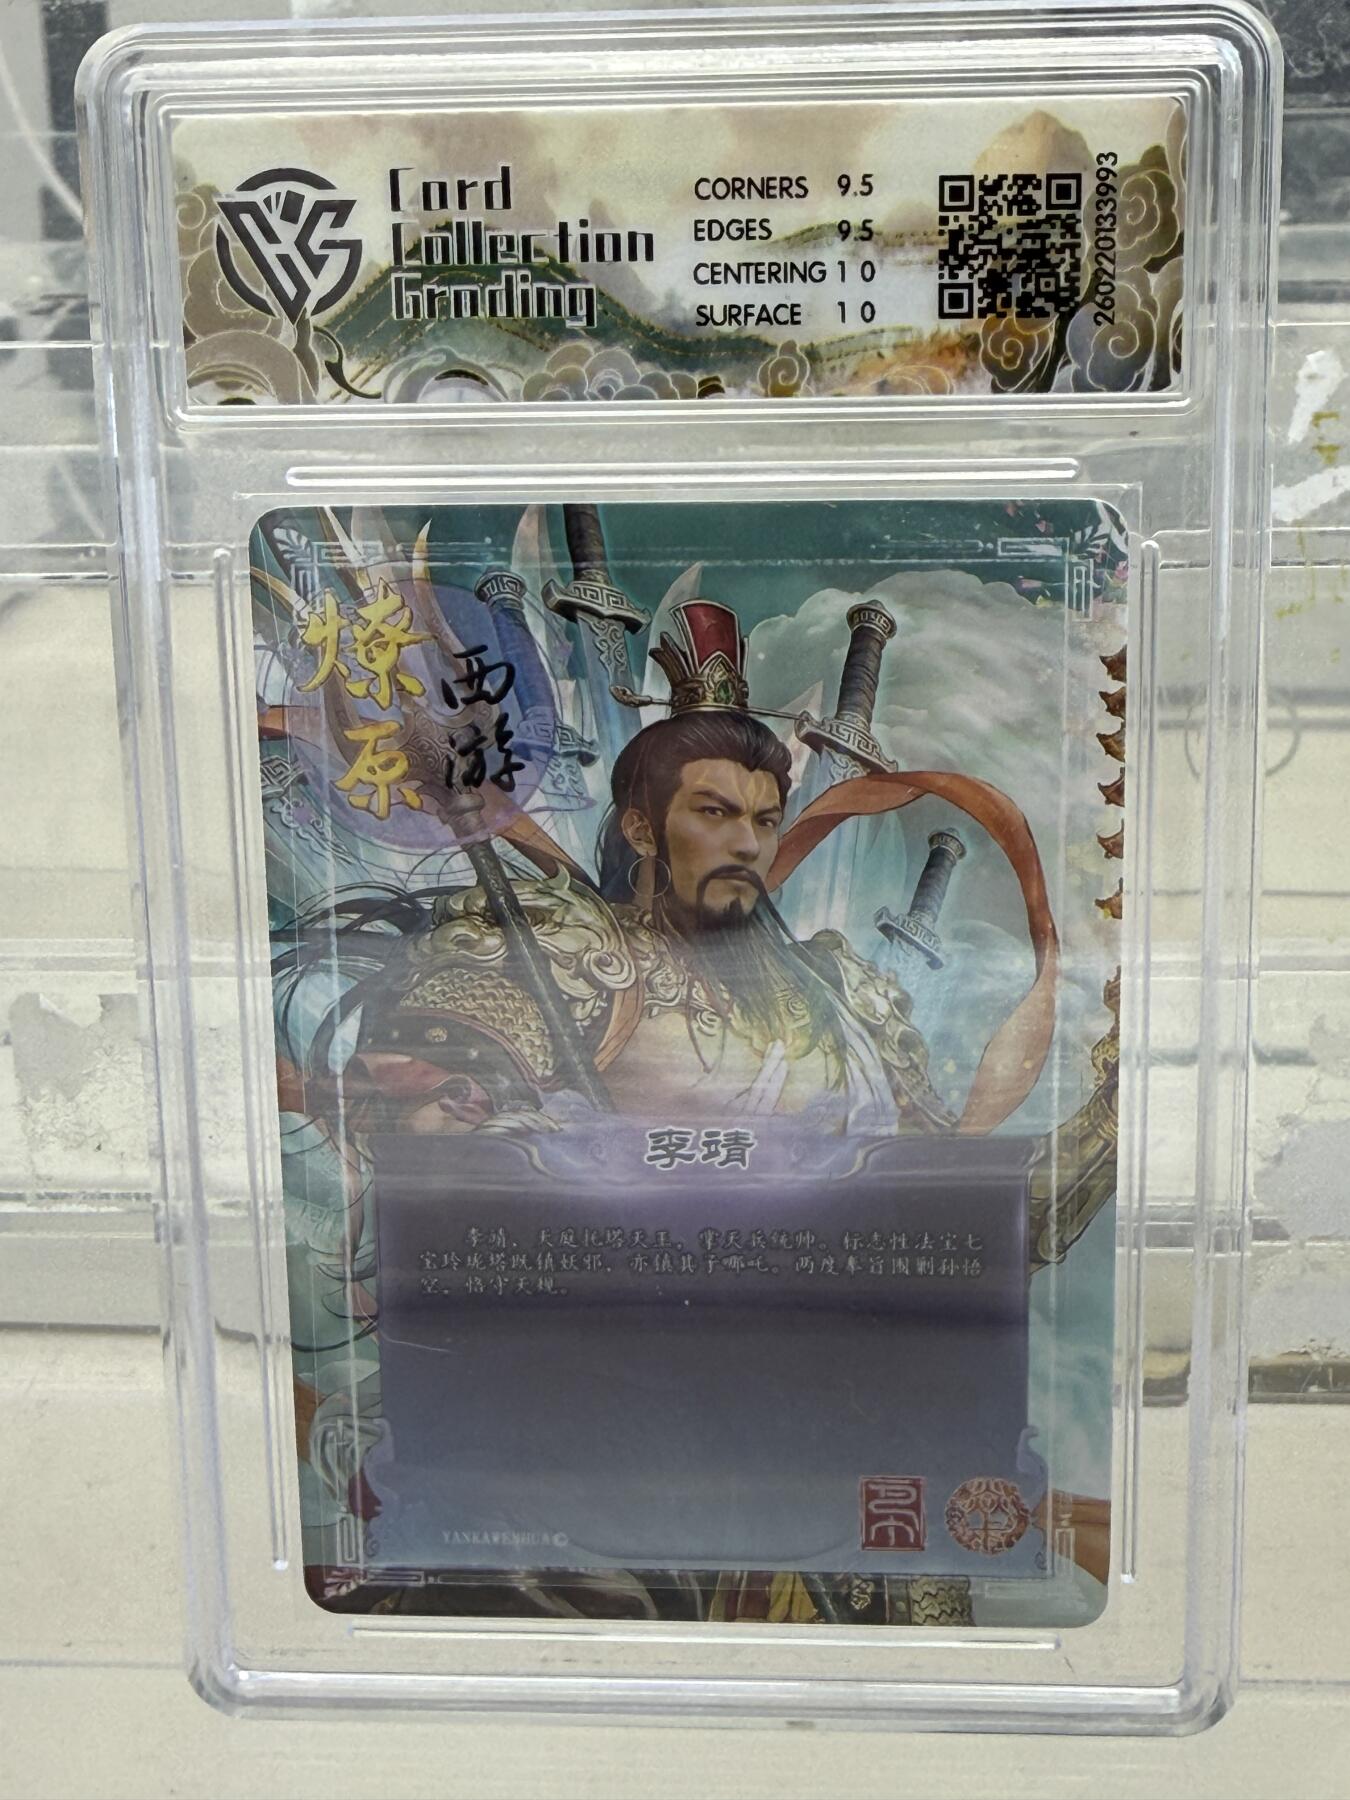 Card
Collection
Grading
CORNERS 9.5
EDGES 9.5
CENTERING 10
SURFACE 10
2609220133993
燎原
西游
李靖
李靖，天庭托塔天王，掌天兵统帅。标志性法宝七
宝玲珑塔既镇妖邪，亦镇其子哪吒。两度奉旨围剿孙悟
空，恪守天规。
YANKAWENHUA©